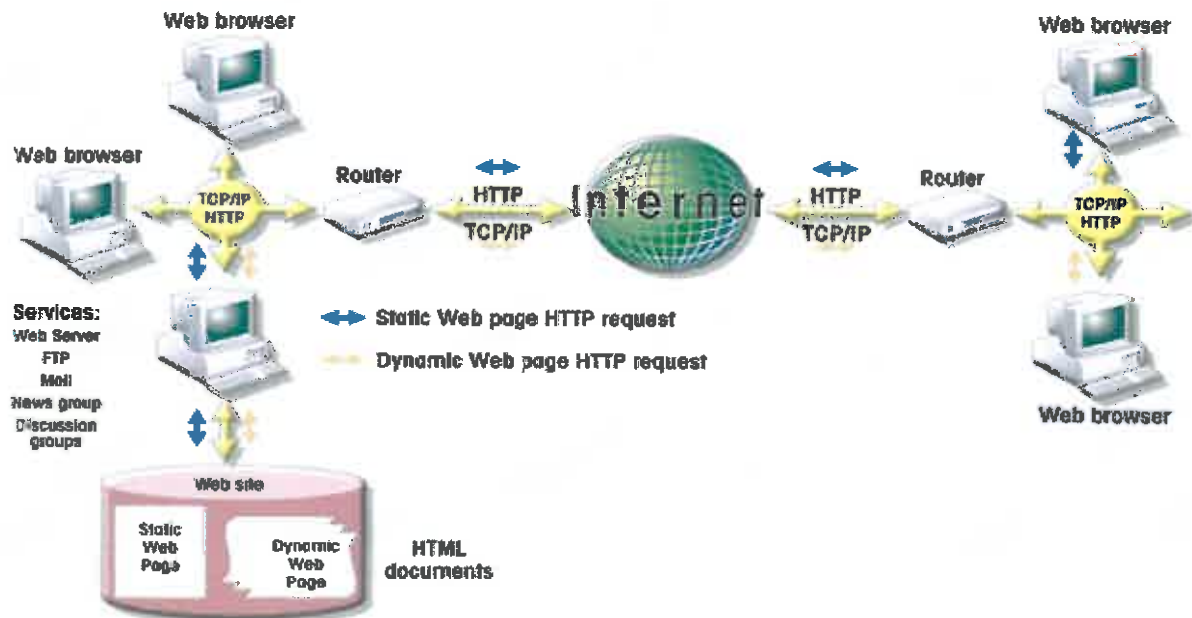 Web browser
Web browser
Web browser
Router
HTTP
TCP/IP
Internet
HTTP
TCP/IP
Router
TCP/IP
HTTP
TCP/IP
HTTP
Services:
Web Server
FTP
Mail
News group
Discussion
groups
Static Web page HTTP request
Dynamic Web page HTTP request
Web browser
Web site
Static
Web
Page
Dynamic
Web
Page
HTML
documents